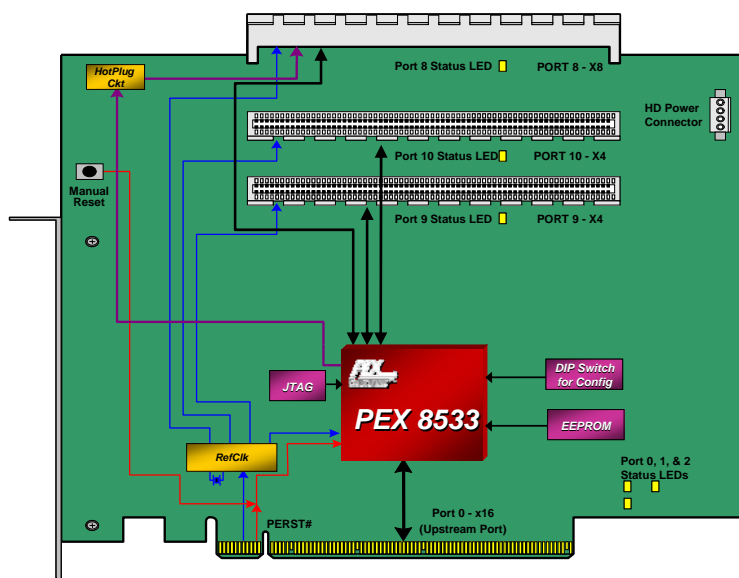 HotPlug
Ckt
Port 8 Status LED
PORT 8 - X8
HD Power
Connector
Port 10 Status LED
PORT 10 - X4
Manual
Reset
Port 9 Status LED
PORT 9 - X4
PEX
JTAG
DIP Switch
for Config
PEX 8533
EEPROM
RefClk
Port 0, 1, & 2
Status LEDs
PERST#
Port 0 - x16
(Upstream Port)